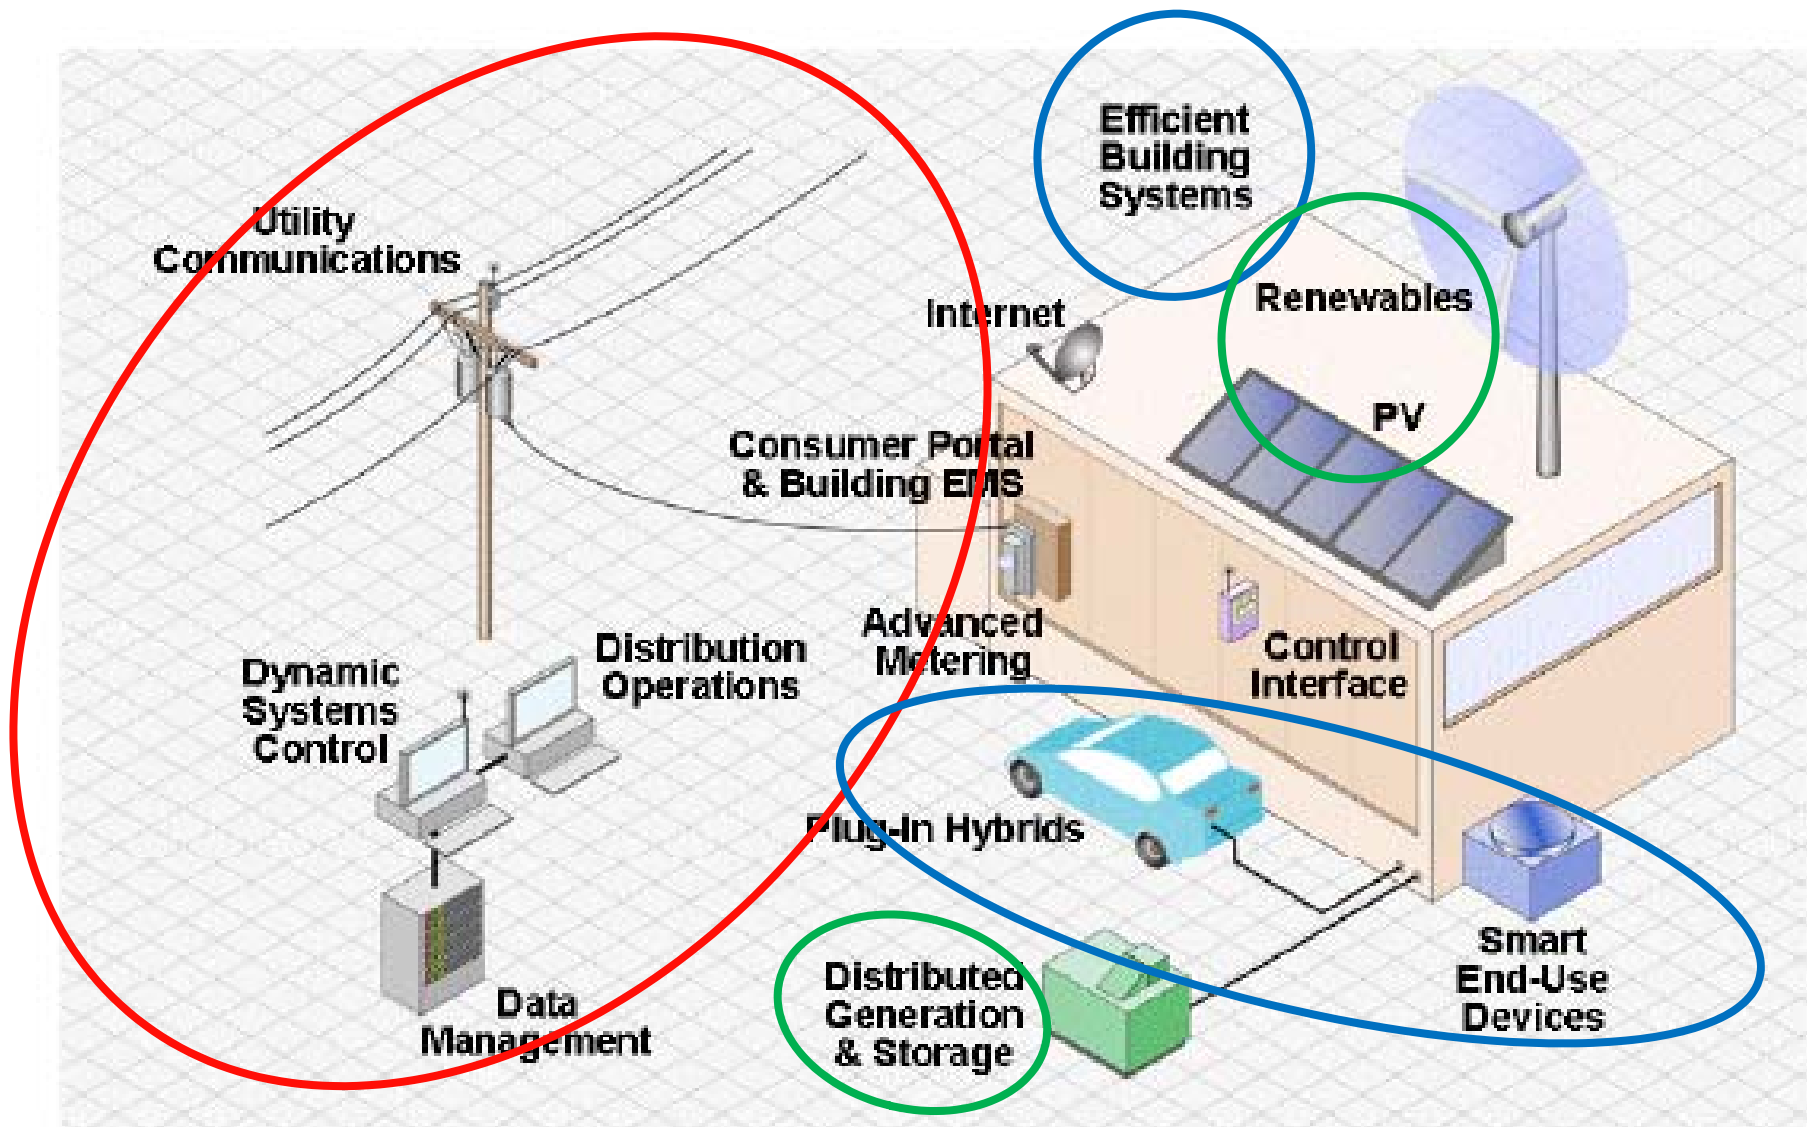 Efficient
Building
Systems
Utility
Communications
Renewables
Internet
PV
Consumer Portal
& Building EMS
Advanced
Metering
Control
Interface
Distribution
Operations
Dynamic
Systems
Control
Plug-In Hybrids
Smart
End-Use
Devices
Distributed
Generation
& Storage
Data
Management